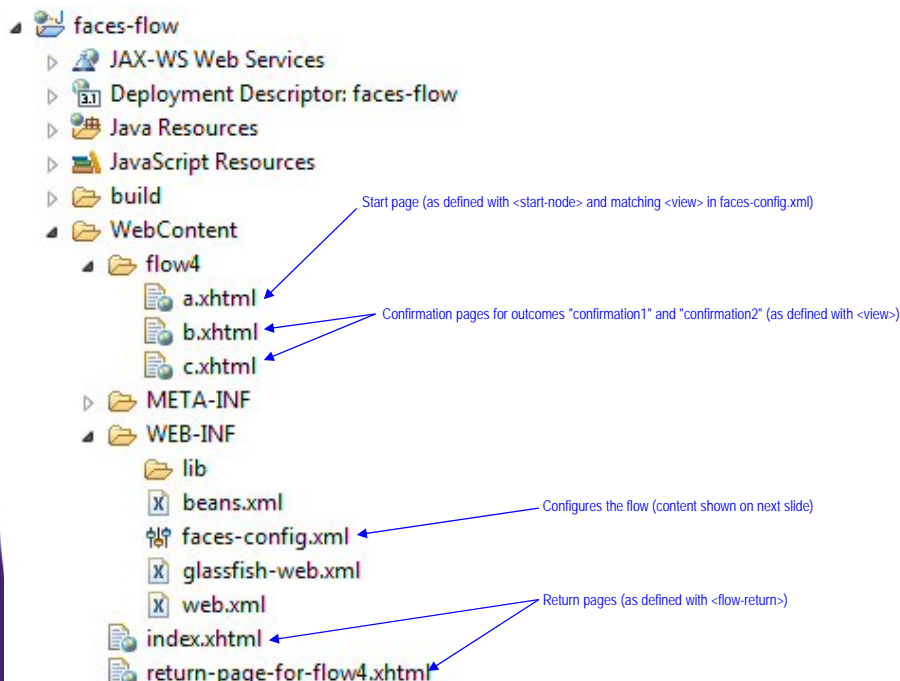 faces-flow
JAX-WS Web Services
3.1 Deployment Descriptor: faces-flow
Java Resources
JavaScript Resources
build
Start page (as defined with <start-node> and matching <view> in faces-config.xml)
WebContent
flow4
a.xhtml
Confirmation pages for outcomes "confirmation1" and "confirmation2" (as defined with <view>)
b.xhtml
c.xhtml
META-INF
WEB-INF
lib
X beans.xml
Configures the flow (content shown on next slide)
faces-config.xml
X glassfish-web.xml
X web.xml
Return pages (as defined with <flow-return>)
index.xhtml
return-page-for-flow4.xhtml